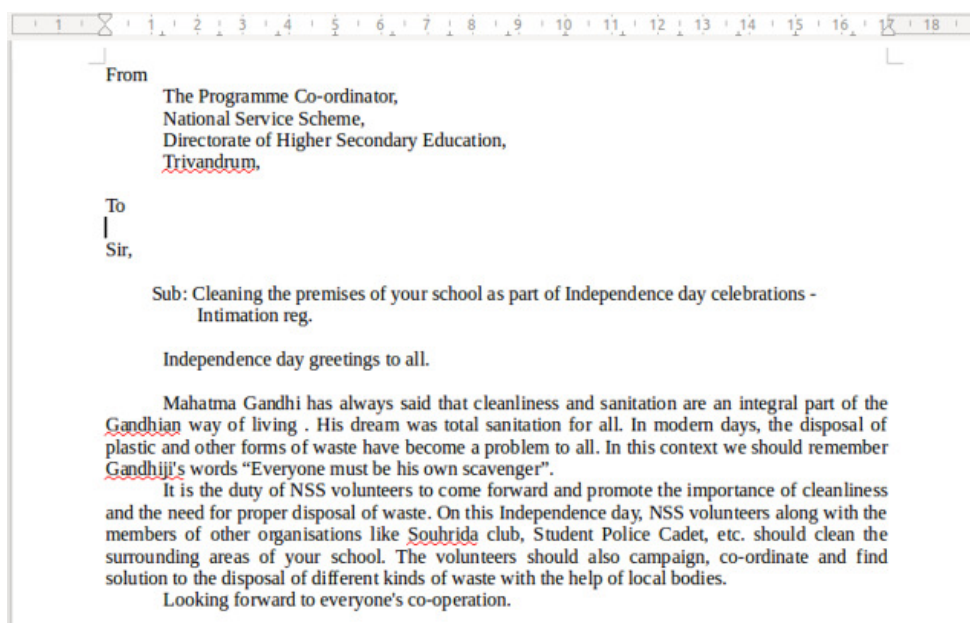 1 1 2 3 4 5 6 7 8 9 10 11 12 13 14 15 16 17 18
From
The Programme Co-ordinator,
National Service Scheme,
Directorate of Higher Secondary Education,
Trivandrum,
To
Sir,
Sub: Cleaning the premises of your school as part of Independence day celebrations -
Intimation reg.
Independence day greetings to all.
Mahatma Gandhi has always said that cleanliness and sanitation are an integral part of the
Gandhian way of living . His dream was total sanitation for all. In modern days, the disposal of
plastic and other forms of waste have become a problem to all. In this context we should remember
Gandhiji's words “Everyone must be his own scavenger”.
It is the duty of NSS volunteers to come forward and promote the importance of cleanliness
and the need for proper disposal of waste. On this Independence day, NSS volunteers along with the
members of other organisations like Souhrida club, Student Police Cadet, etc. should clean the
surrounding areas of your school. The volunteers should also campaign, co-ordinate and find
solution to the disposal of different kinds of waste with the help of local bodies.
Looking forward to everyone's co-operation.